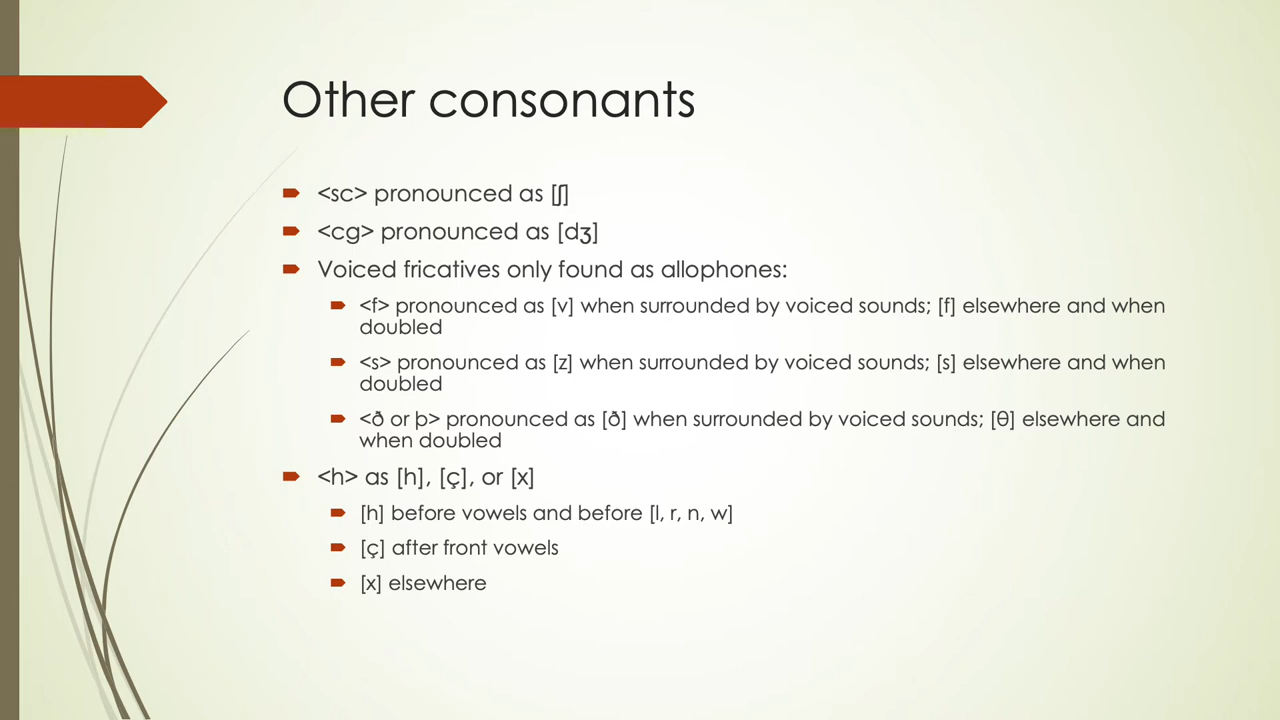 Other consonants
<sc> pronounced as [ʃ]
<cg> pronounced as [dʒ]
Voiced fricatives only found as allophones:
<f> pronounced as [v] when surrounded by voiced sounds; [f] elsewhere and when
doubled
<s> pronounced as [z] when surrounded by voiced sounds; [s] elsewhere and when
doubled
<ð or þ> pronounced as [ð] when surrounded by voiced sounds; [θ] elsewhere and
when doubled
<h> as [h], [ç], or [x]
[h] before vowels and before [l, r, n, w]
[ç] after front vowels
[x] elsewhere